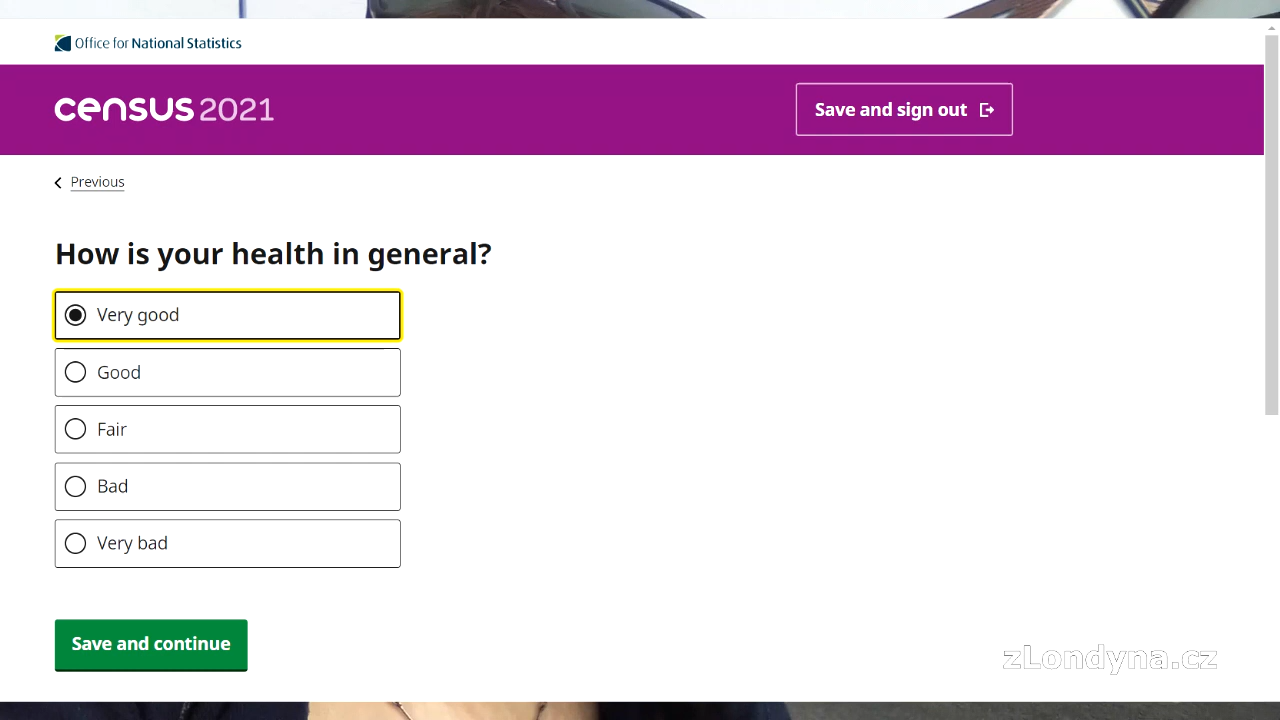 Office for National Statistics
census 2021
Save and sign out
Previous
How is your health in general?
Very good
Good
Fair
Bad
Very bad
Save and continue
zLondyna.cz